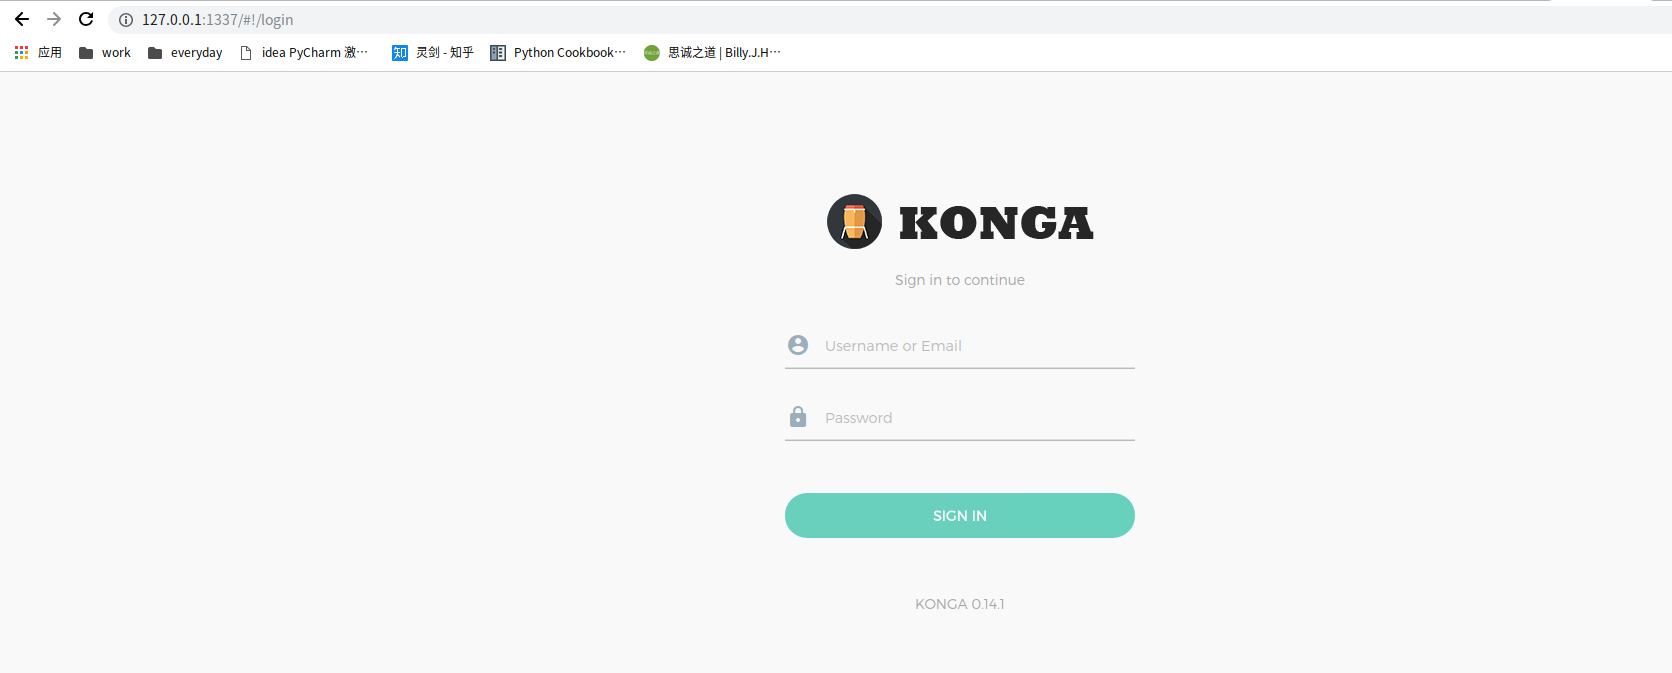 127.0.0.1:1337/#!/login
应用 work everyday idea PyCharm 激… 灵剑 - 知乎 Python Cookbook… 思诚之道 | Billy.J.H…
KONGA
Sign in to continue
Username or Email
Password
SIGN IN
KONGA 0.14.1